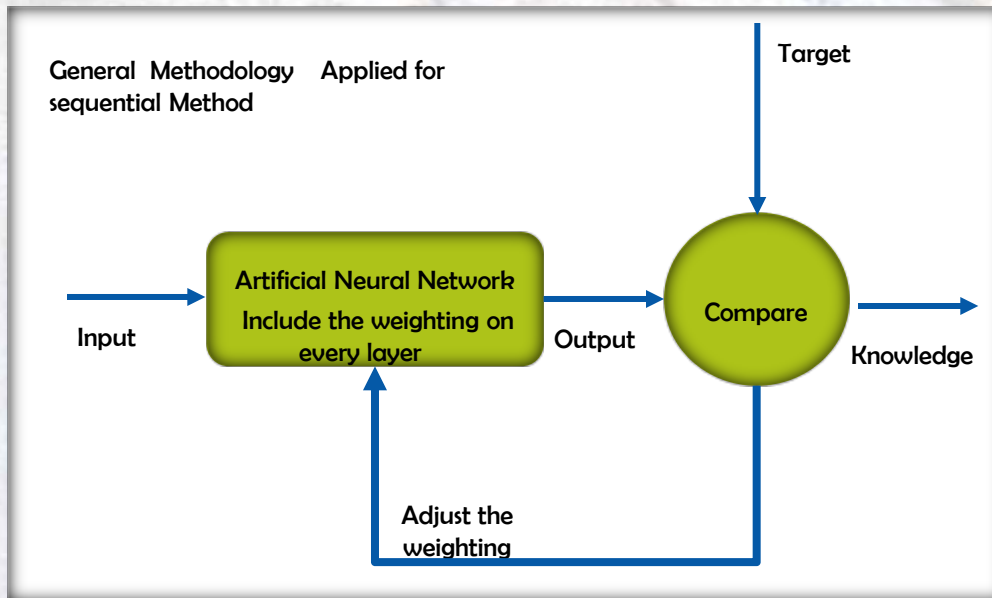 General Methodology Applied for
sequential Method
Target
Artificial Neural Network
Include the weighting on
every layer
Input
Output
Compare
Knowledge
Adjust the
weighting